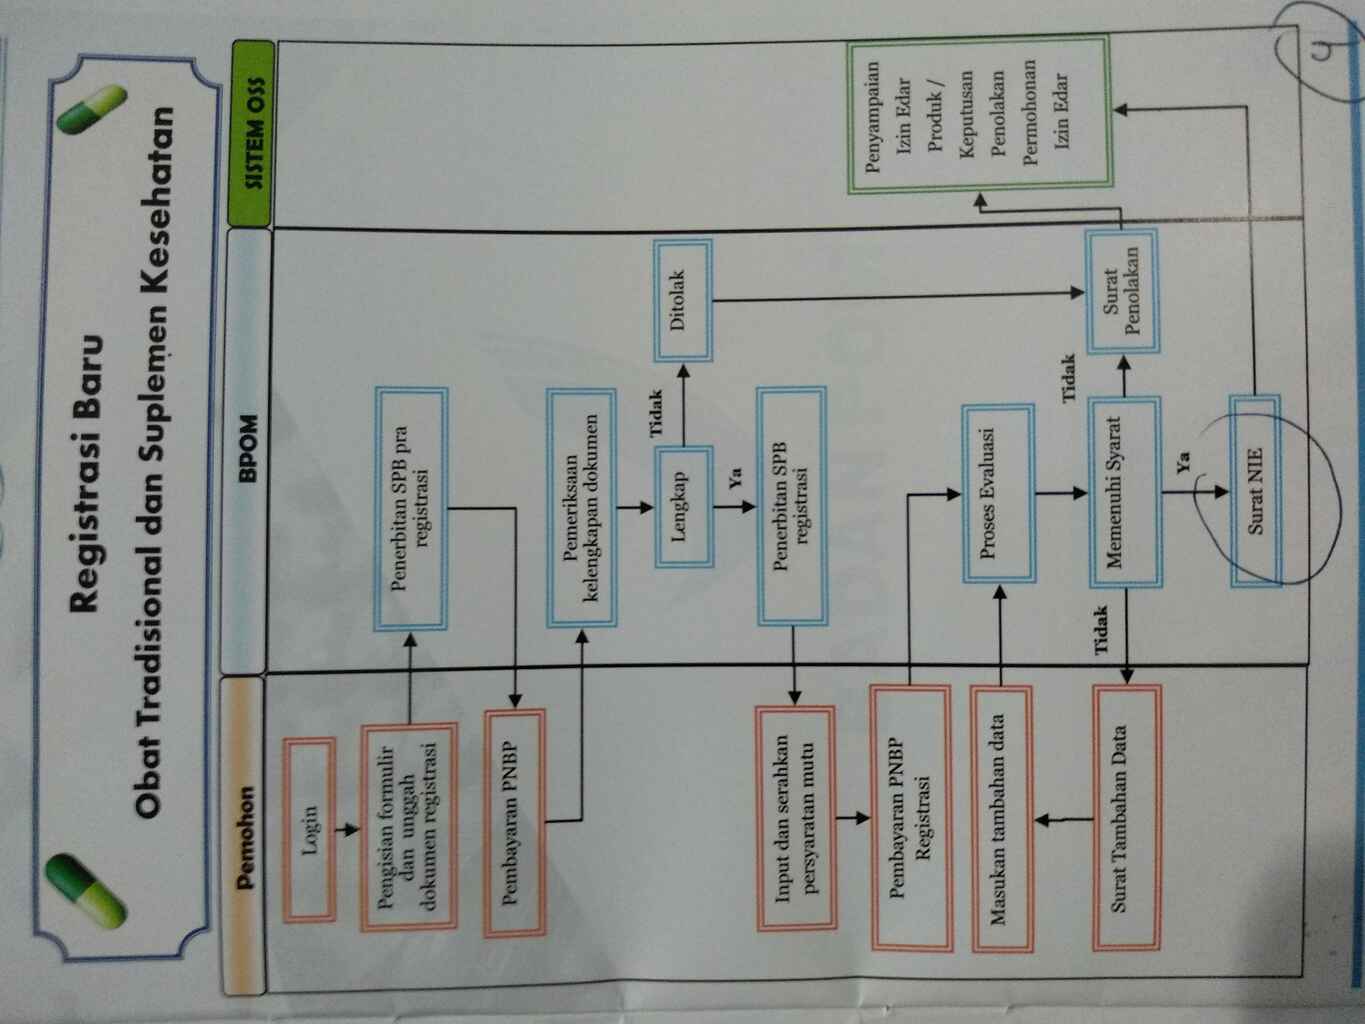 Registrasi Baru
Obat Tradisional dan Suplemen Kesehatan
Pemohon
BPOM
SISTEM OSS
Login
Pengisian formulir
dan unggah
dokumen registrasi
Penerbitan SPB pra
registrasi
Pembayaran PNBP
Pemeriksaan
kelengkapan dokumen
Lengkap
Tidak
Ditolak
Ya
Penerbitan SPB
registrasi
Input dan serahkan
persyaratan mutu
Pembayaran PNBP
Registrasi
Masukan tambahan data
Proses Evaluasi
Penyampaian
Izin Edar
Produk /
Keputusan
Penolakan
Permohonan
Izin Edar
Surat Tambahan Data
Tidak
Memenuhi Syarat
Tidak
Surat
Penolakan
Ya
Surat NIE
4